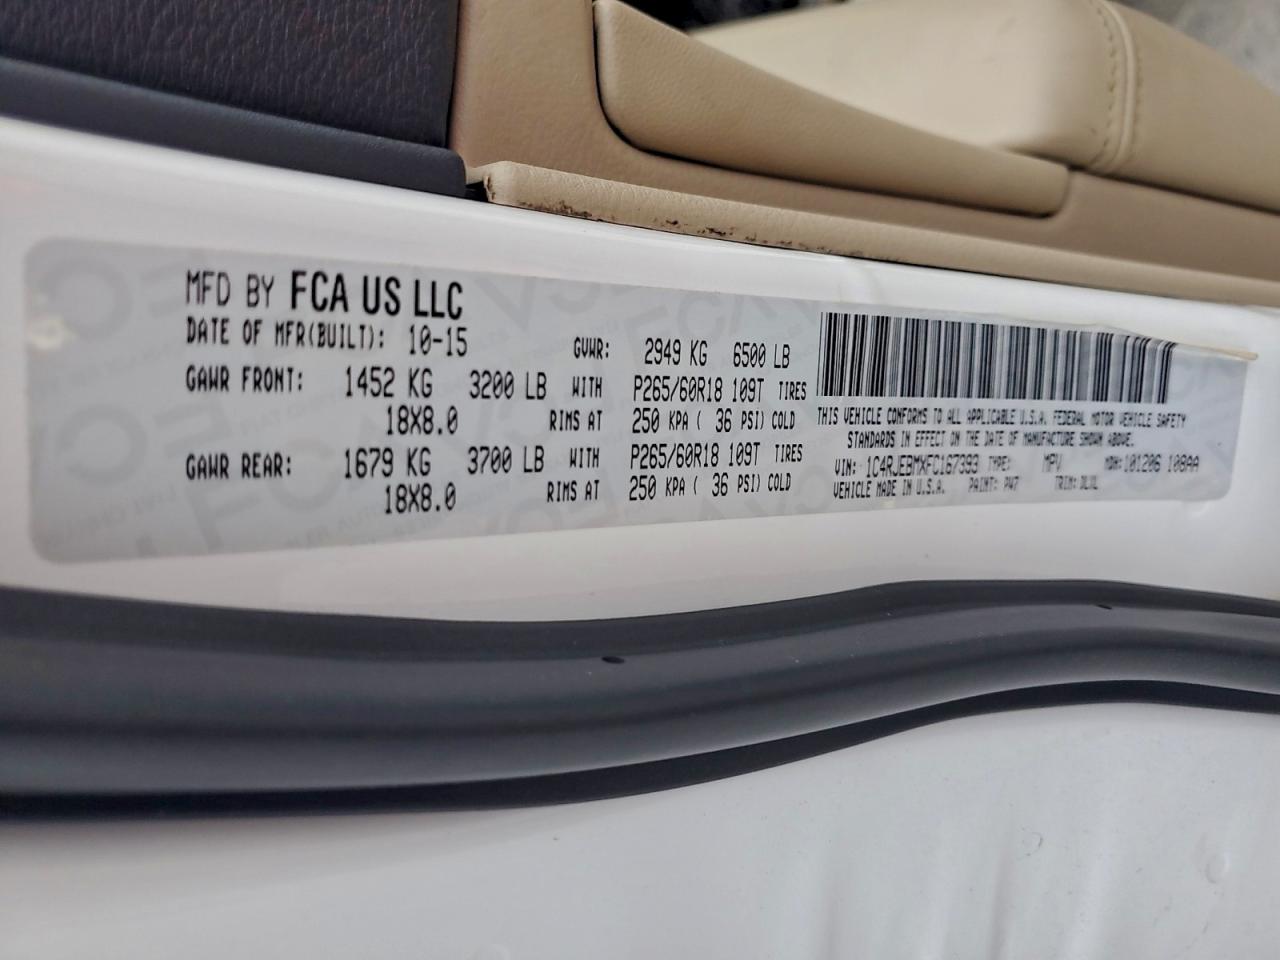 MFD BY FCA US LLC
DATE OF MFR(BUILT): 10-15
GVWR: 2949 KG 6500 LB
GAWR FRONT: 1452 KG 3200 LB WITH P265/60R18 109T TIRES
18X8.0 RIMS AT 250 KPA ( 36 PSI) COLD
GAWR REAR: 1679 KG 3700 LB WITH P265/60R18 109T TIRES
18X8.0 RIMS AT 250 KPA ( 36 PSI) COLD
THIS VEHICLE CONFORMS TO ALL APPLICABLE U.S.A. FEDERAL MOTOR VEHICLE SAFETY
STANDARDS IN EFFECT ON THE DATE OF MANUFACTURE SHOWN ABOVE.
VIN: 1C4RJEBMXFC167393 TYPE: MPV MDH: 101206 108AA
VEHICLE MADE IN U.S.A. PAINT: PW7 TRIM: